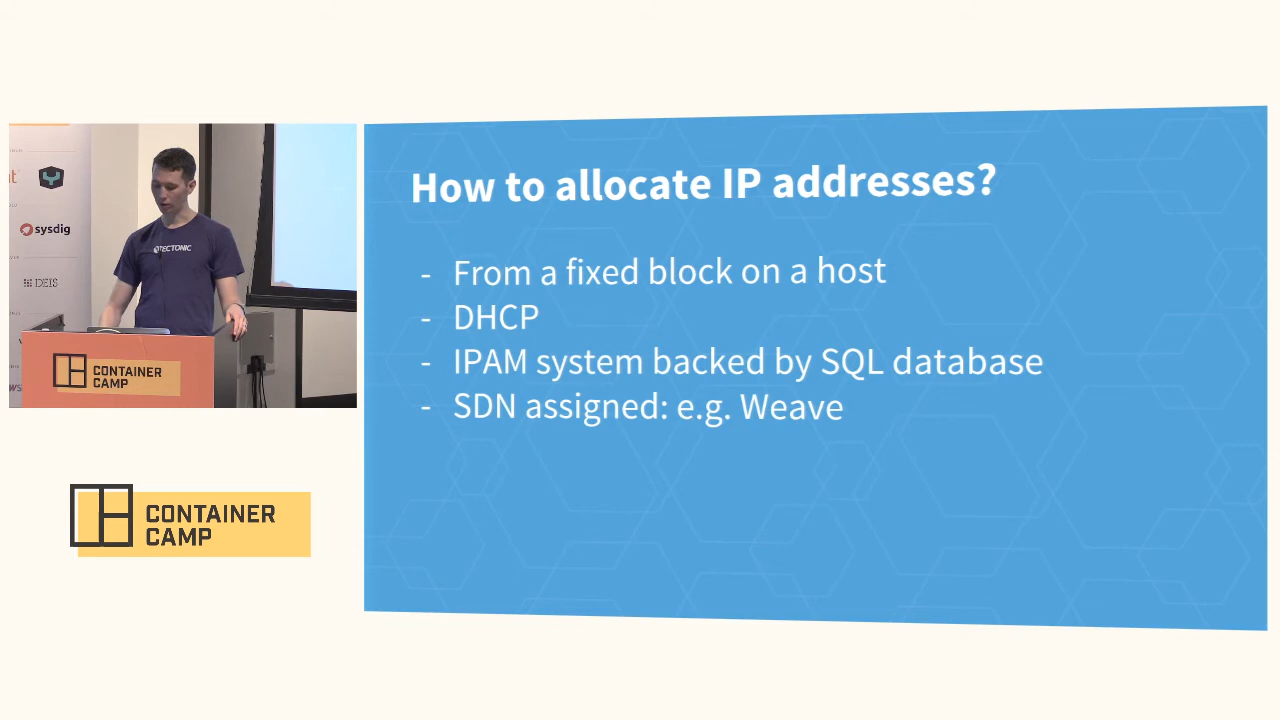 sysdig
DEIS
TECTONIC
CONTAINER
CAMP
How to allocate IP addresses?
- From a fixed block on a host
- DHCP
- IPAM system backed by SQL database
- SDN assigned: e.g. Weave
CONTAINER
CAMP